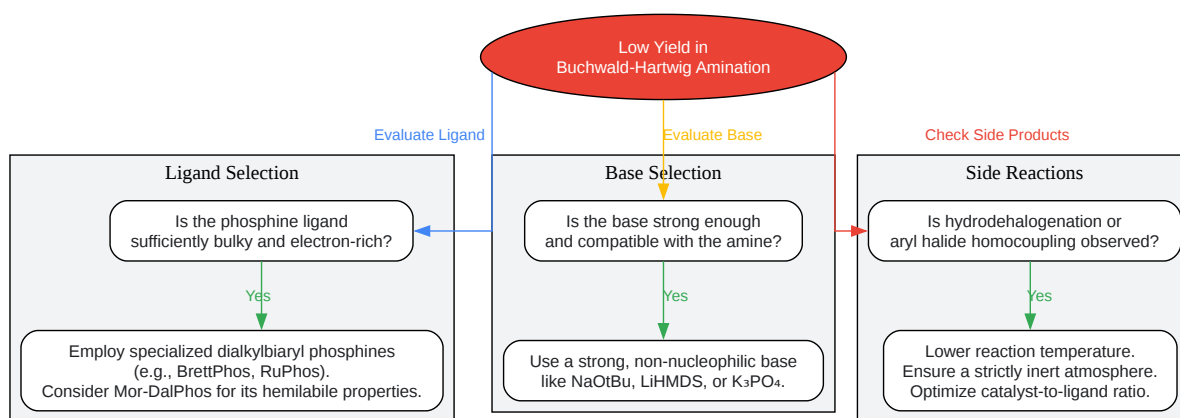 Low Yield in
Buchwald-Hartwig Amination
Evaluate Ligand
Evaluate Base
Check Side Products
Ligand Selection
Is the phosphine ligand
sufficiently bulky and electron-rich?
Yes
Employ specialized dialkylbiaryl phosphines
(e.g., BrettPhos, RuPhos).
Consider Mor-DalPhos for its hemilabile properties.
Base Selection
Is the base strong enough
and compatible with the amine?
Yes
Use a strong, non-nucleophilic base
like NaOtBu, LiHMDS, or K₃PO₄.
Side Reactions
Is hydrodehalogenation or
aryl halide homocoupling observed?
Yes
Lower reaction temperature.
Ensure a strictly inert atmosphere.
Optimize catalyst-to-ligand ratio.